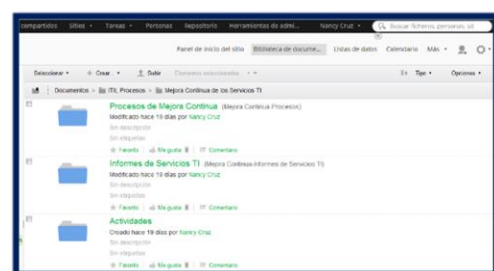 compartidos Sities Tareas Personas Repositorio Herramientas de admi... Nancy Cruz Buscar ficheros, personas, sit
Panel de inicio del sitio Biblioteca de docume... Listas de datos Calendario Más
Seleccionar + Crear... Subir Elementos seleccionados... Tipo Opciones
Documentos > ITIL Procesos > Mejora Continua de los Servicios TI
Procesos de Mejora Continua (Mejora Continua Procesos)
Modificado hace 19 días por Nancy Cruz
Sin descripción
Sin etiquetas
Favorito Me gusta Comentario
Informes de Servicios TI (Mejora Continua-Informes de Servicios TI)
Modificado hace 19 días por Nancy Cruz
Sin descripción
Sin etiquetas
Favorito Me gusta Comentario
Actividades
Creado hace 19 días por Nancy Cruz
Sin descripción
Sin etiquetas
Favorito Me gusta Comentario